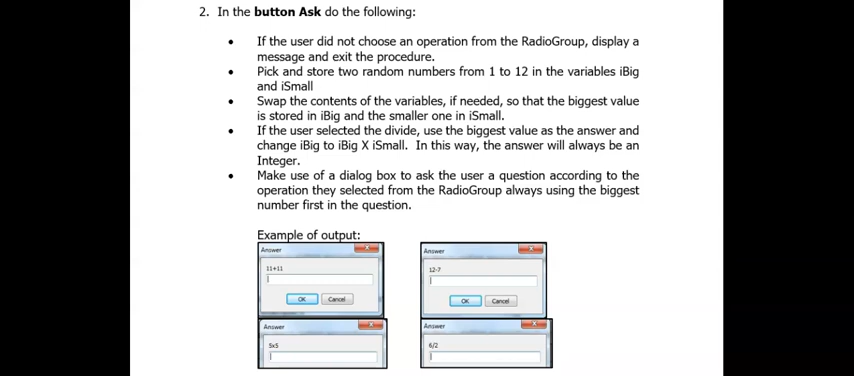 2. In the button Ask do the following:
• If the user did not choose an operation from the RadioGroup, display a
message and exit the procedure.
• Pick and store two random numbers from 1 to 12 in the variables iBig
and iSmall
• Swap the contents of the variables, if needed, so that the biggest value
is stored in iBig and the smaller one in iSmall.
• If the user selected the divide, use the biggest value as the answer and
change iBig to iBig X iSmall. In this way, the answer will always be an
Integer.
• Make use of a dialog box to ask the user a question according to the
operation they selected from the RadioGroup always using the biggest
number first in the question.
Example of output:
Answer
11+11
OK Cancel
Answer
12-7
OK Cancel
Answer
5x5
Answer
6/2